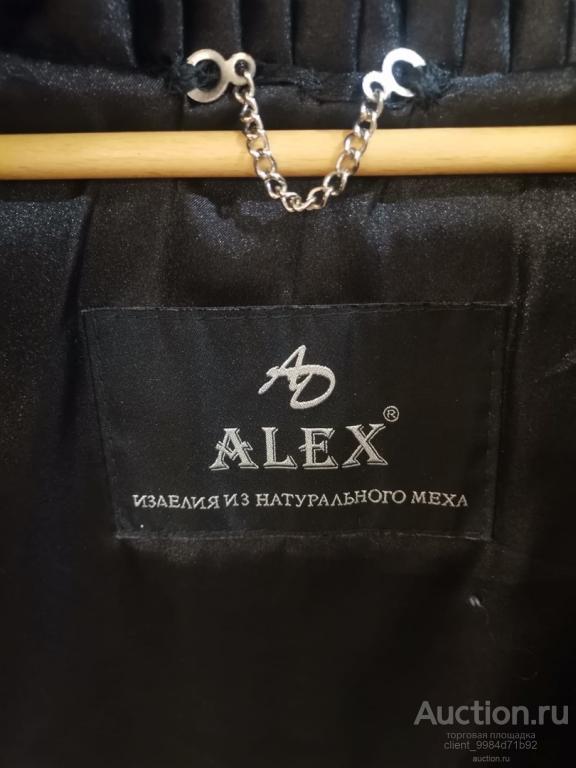 AD
ALEX®
ИЗДЕЛИЯ ИЗ НАТУРАЛЬНОГО МЕХА
Auction.ru
торговая площадка
client_9984d71b92
auction.ru